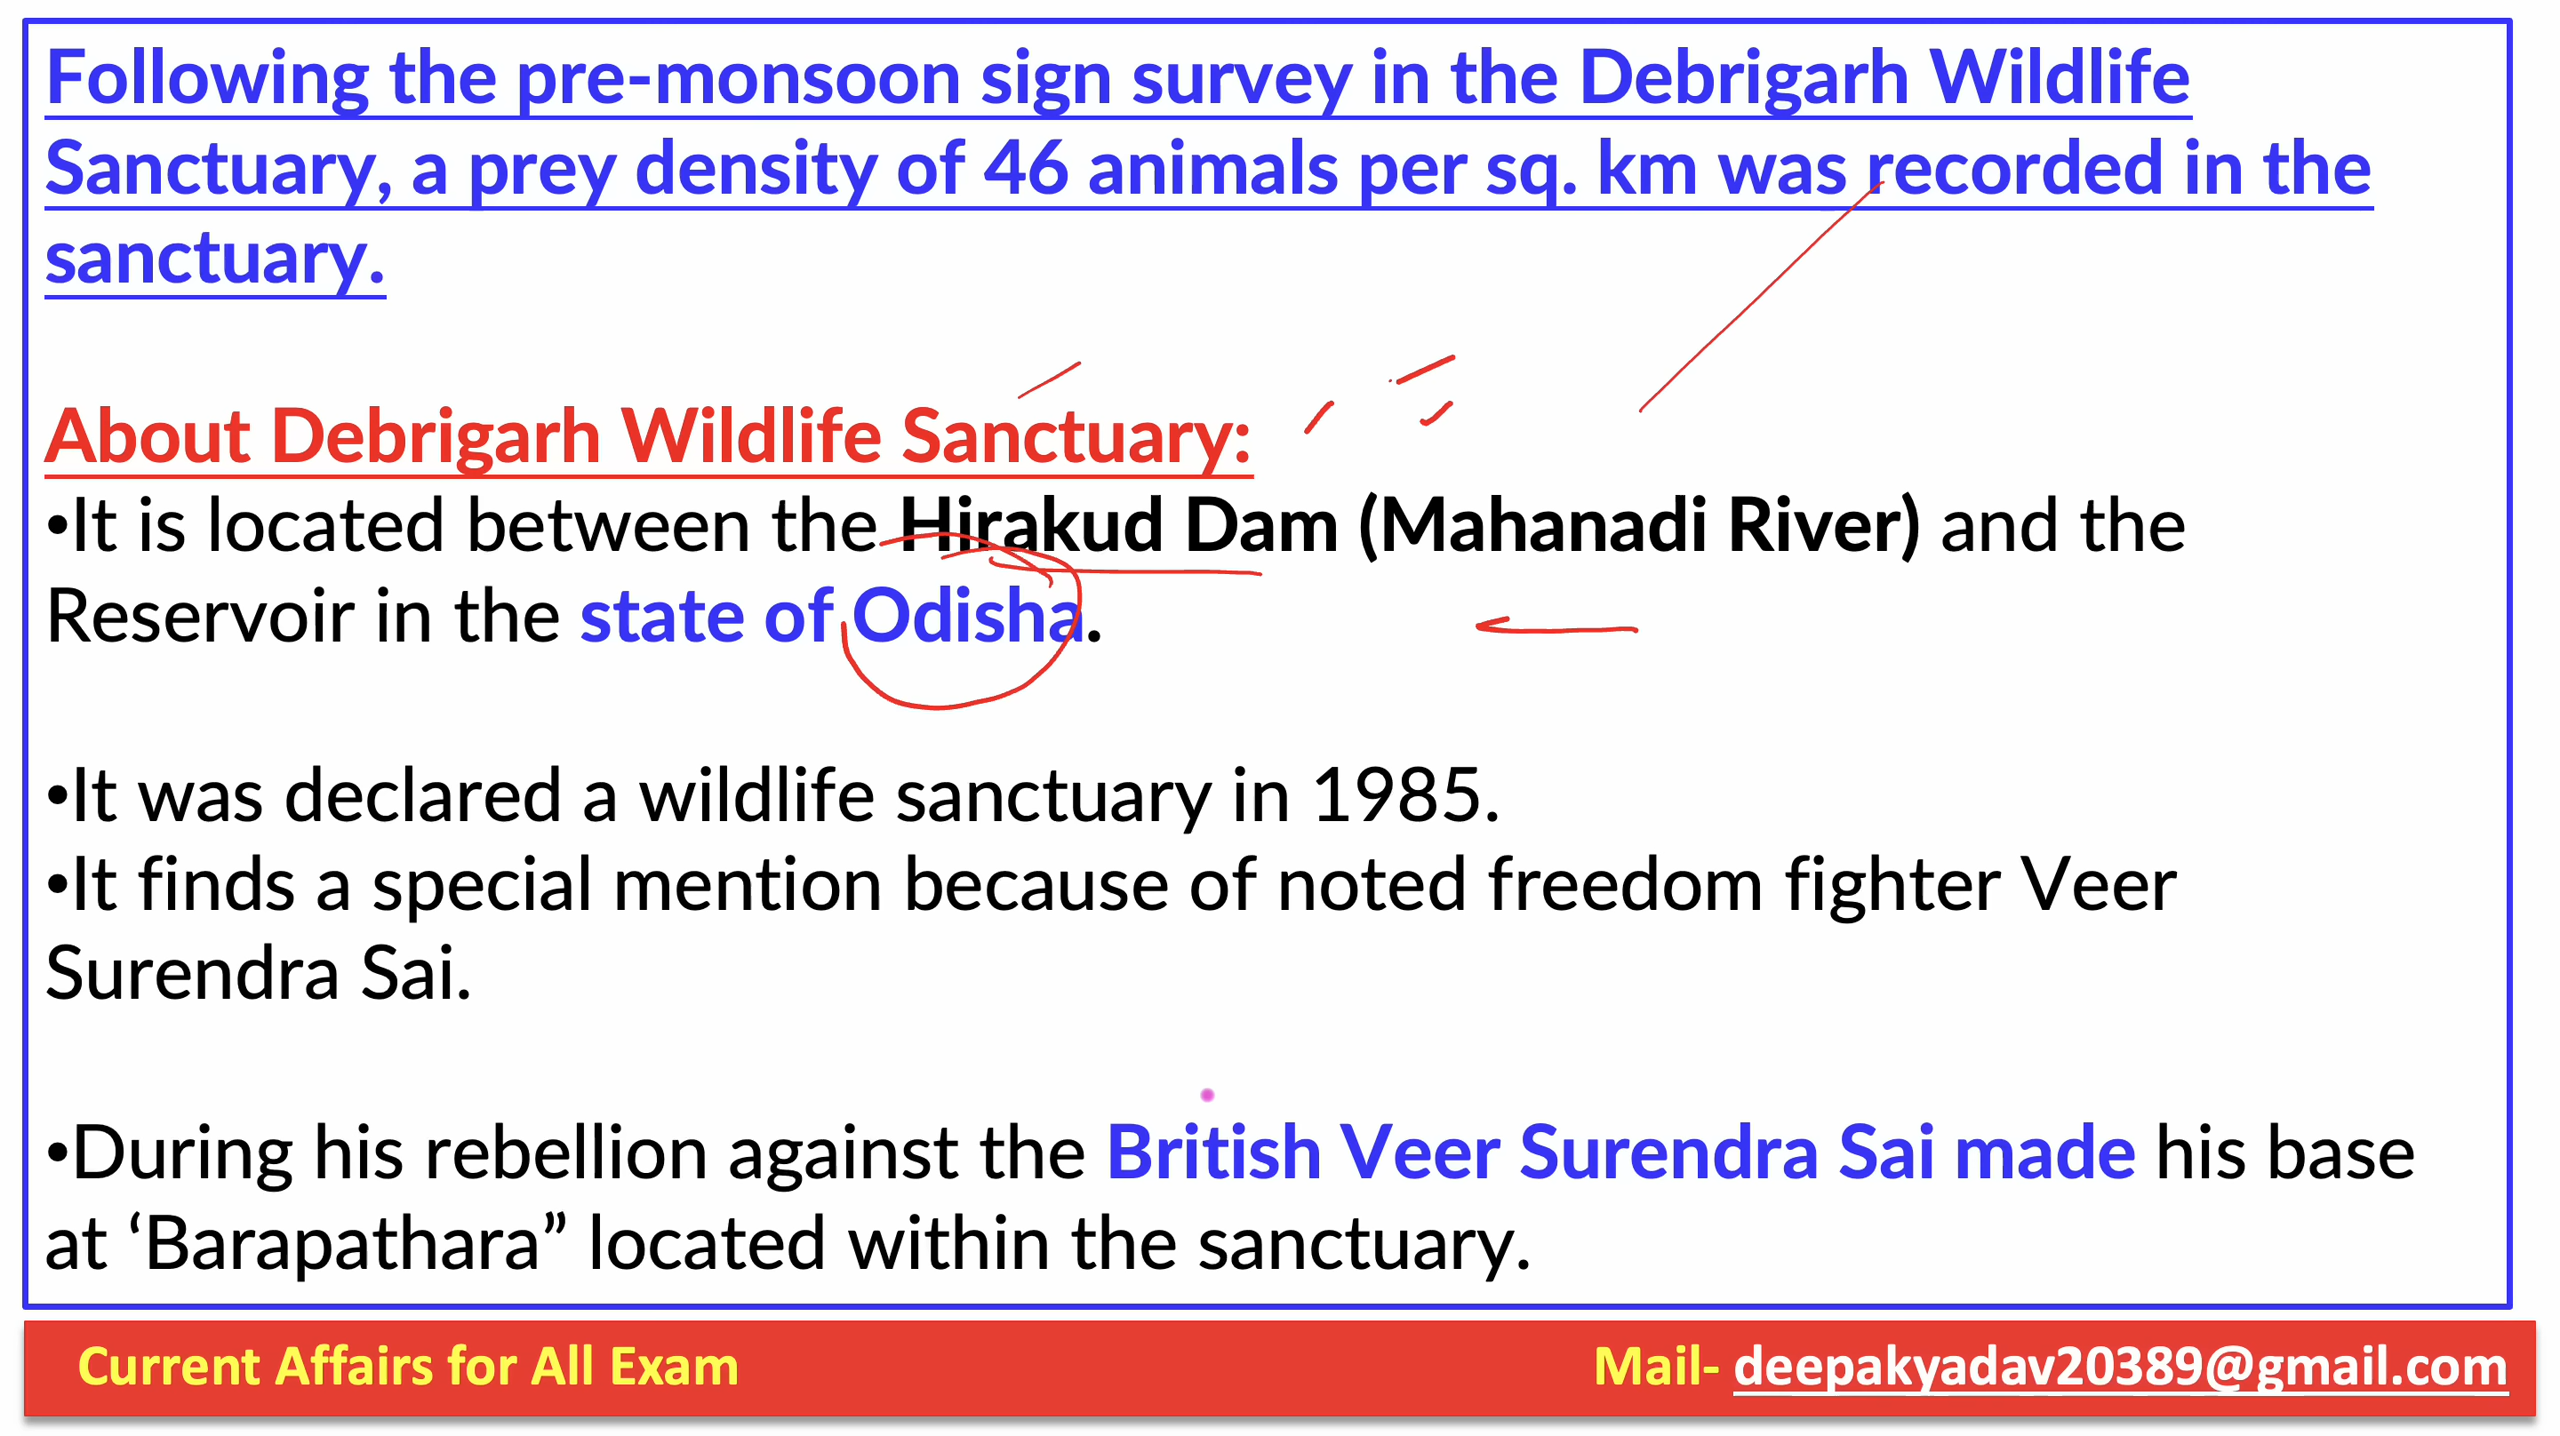 Following the pre-monsoon sign survey in the Debrigarh Wildlife
Sanctuary, a prey density of 46 animals per sq. km was recorded in the
sanctuary.
About Debrigarh Wildlife Sanctuary:
•It is located between the Hirakud Dam (Mahanadi River) and the
Reservoir in the state of Odisha.
•It was declared a wildlife sanctuary in 1985.
•It finds a special mention because of noted freedom fighter Veer
Surendra Sai.
•During his rebellion against the British Veer Surendra Sai made his base
at ‘Barapathara” located within the sanctuary.
Current Affairs for All Exam
Mail- deepakyadav20389@gmail.com